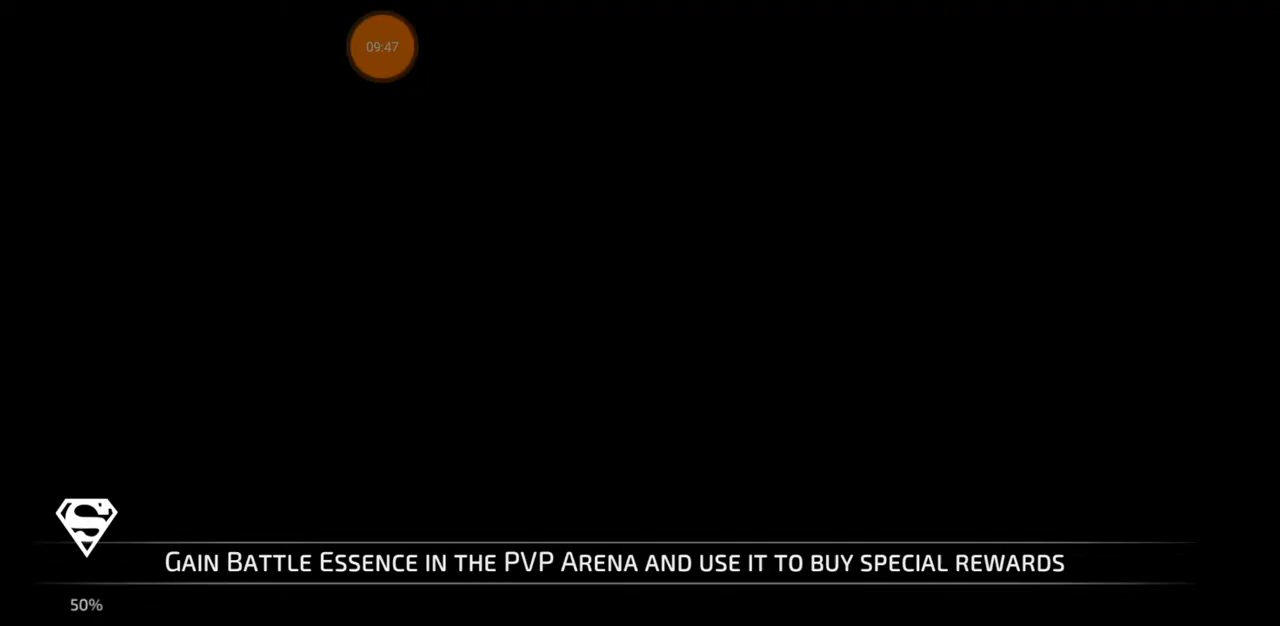 09:47
Gain Battle Essence in the PVP Arena and use it to buy special rewards
50%